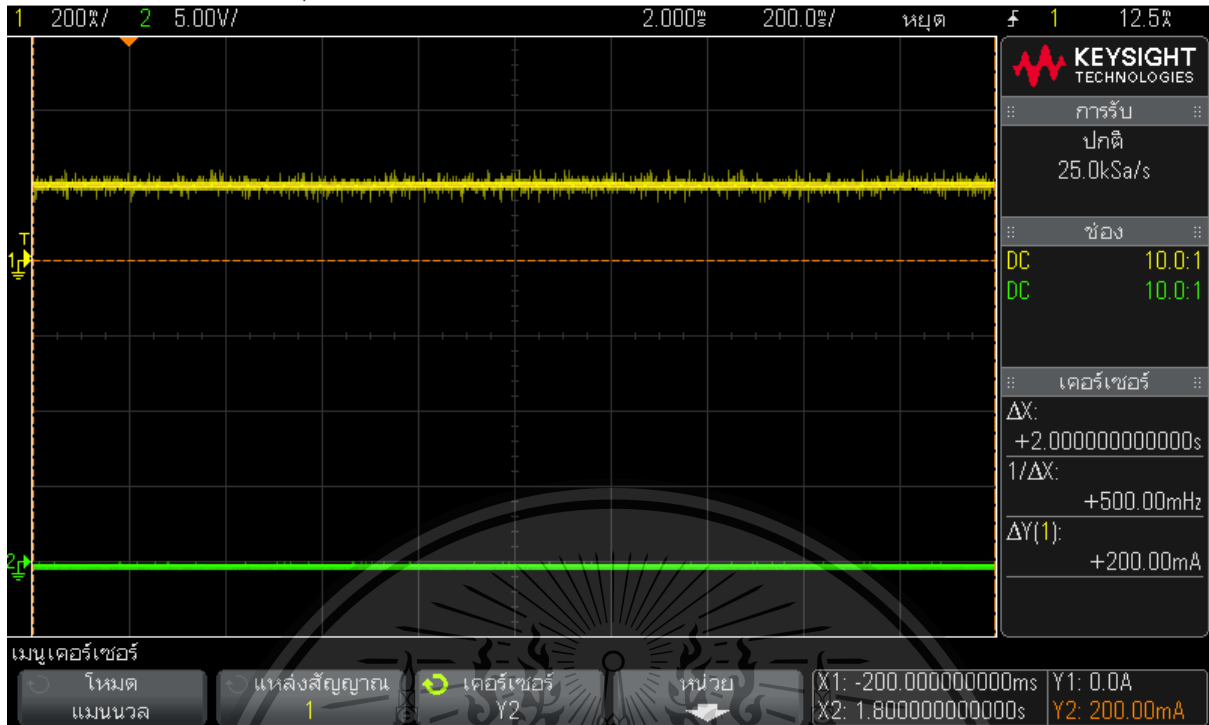 1 200㎃/ 2 5.00V/ 2.000s 200.0ms/ หยุด 1 12.5㎃
KEYSIGHT
TECHNOLOGIES
การรับ
ปกติ
25.0kSa/s
ช่อง
DC 10.0:1
DC 10.0:1
T
1
2
เคอร์เซอร์
ΔX:
+2.000000000000s
1/ΔX:
+500.00mHz
ΔY(1):
+200.00mA
เมนูเคอร์เซอร์
โหมด
แมนนวล
แหล่งสัญญาณ
1
เคอร์เซอร์
Y2
หน่วย
X1: -200.000000000ms Y1: 0.0A
X2: 1.800000000000s Y2: 200.00mA